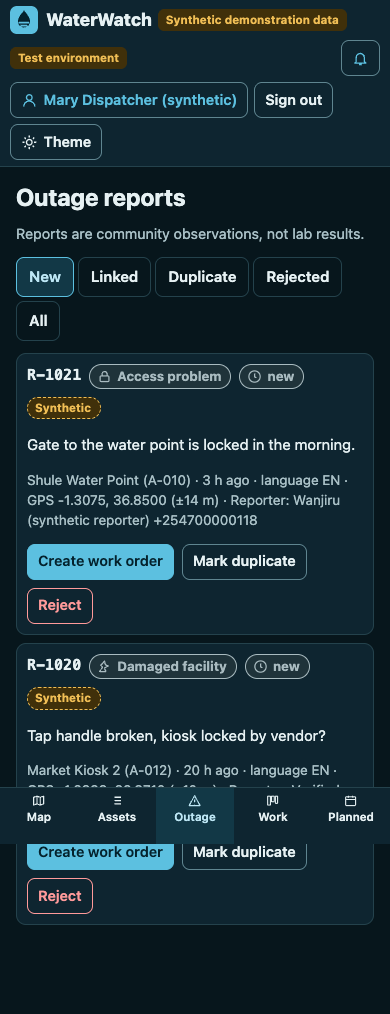 WaterWatch Synthetic demonstration data
Test environment
Mary Dispatcher (synthetic) Sign out
Theme
Outage reports
Reports are community observations, not lab results.
New Linked Duplicate Rejected
All
R-1021 Access problem new
Synthetic
Gate to the water point is locked in the morning.
Shule Water Point (A-010) · 3 h ago · language EN ·
GPS -1.3075, 36.8500 (±14 m) · Reporter: Wanjiru
(synthetic reporter) +254700000118
Create work order Mark duplicate
Reject
R-1020 Damaged facility new
Synthetic
Tap handle broken, kiosk locked by vendor?
Market Kiosk 2 (A-012) · 20 h ago · language EN ·
Map Assets Outage Work Planned
Create work order Mark duplicate
Reject